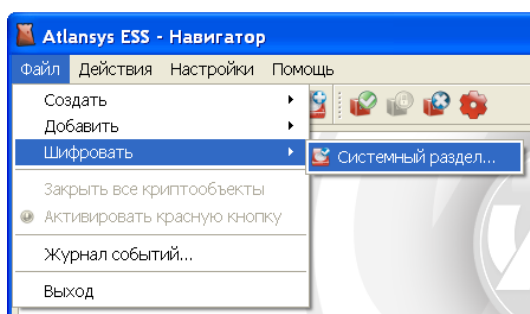 Atlansys ESS - Навигатор
Файл Действия Настройки Помощь
Создать
Добавить
Шифровать
Системный раздел...
Закрыть все криптообъекты
Активировать красную кнопку
Журнал событий...
Выход